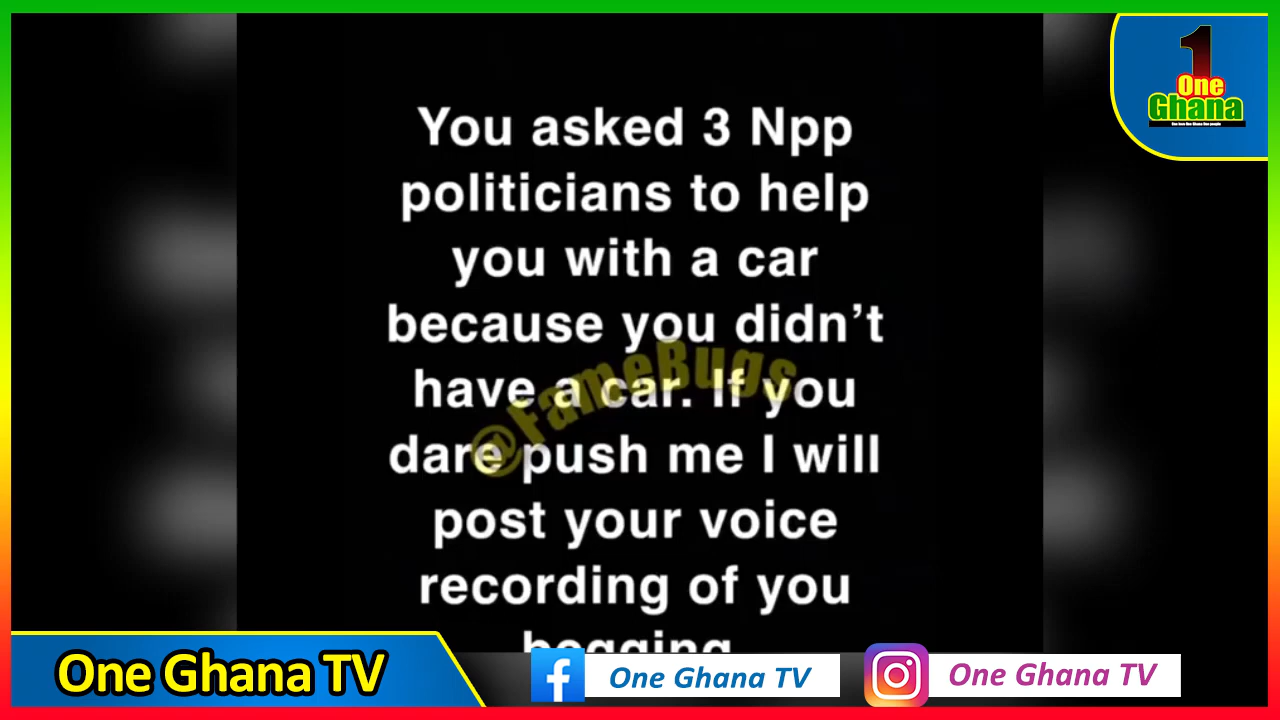 1
One
Ghana
You asked 3 Npp
politicians to help
you with a car
because you didn’t
have a car. If you
dare push me I will
post your voice
recording of you
begging
@FameBugs
One Ghana TV
One Ghana TV
One Ghana TV